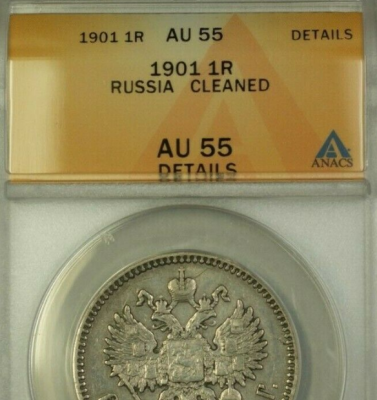 1901 1R AU 55 DETAILS
1901 1R
RUSSIA CLEANED
AU 55
DETAILS
ANACS
Г.